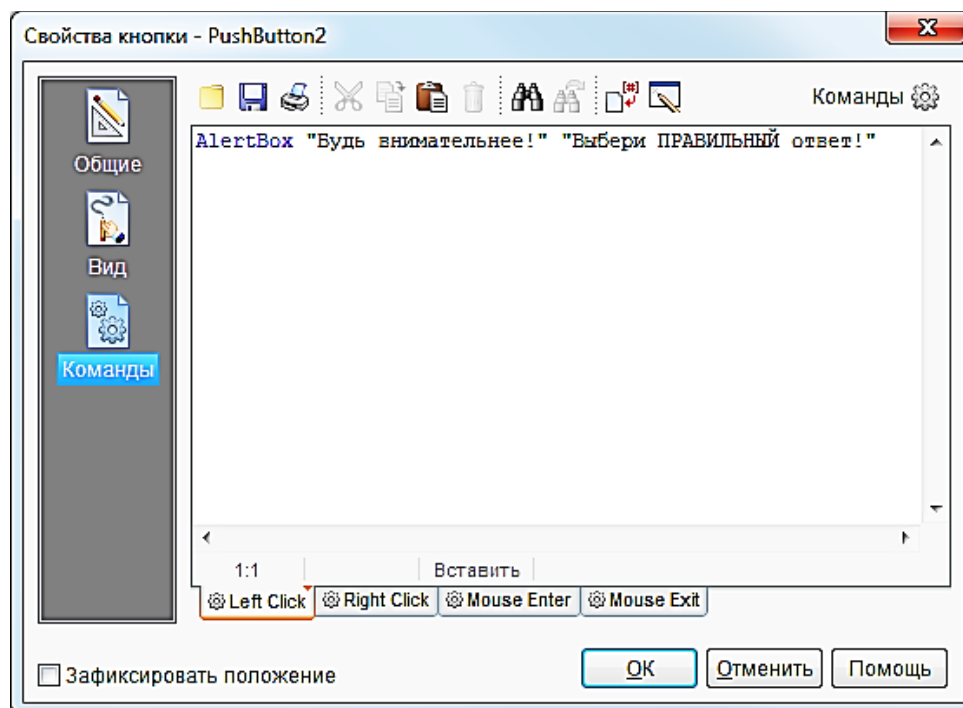 Свойства кнопки - PushButton2
X
Команды
Общие
Вид
Команды
AlertBox "Будь внимательнее!" "Выбери ПРАВИЛЬНЫЙ ответ!"
1:1
Вставить
Left Click
Right Click
Mouse Enter
Mouse Exit
Зафиксировать положение
OK
Отменить
Помощь